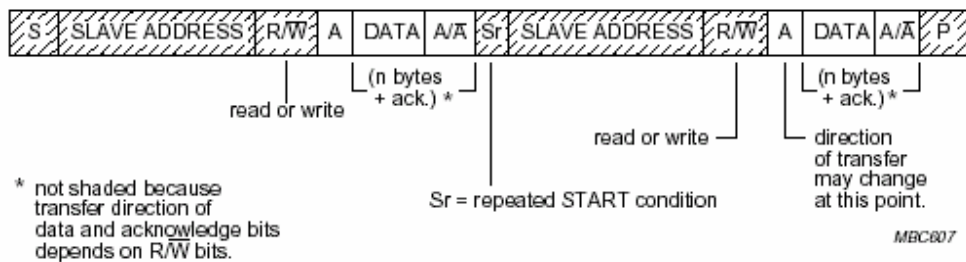 S SLAVE ADDRESS R/W̅ A DATA A/A̅ Sr SLAVE ADDRESS R/W̅ A DATA A/A̅ P
(n bytes
+ ack.) *
(n bytes
+ ack.) *
read or write
read or write
direction
of transfer
may change
at this point.
* not shaded because
transfer direction of
data and acknowledge bits
depends on R/W̅ bits.
Sr = repeated START condition
MBC607